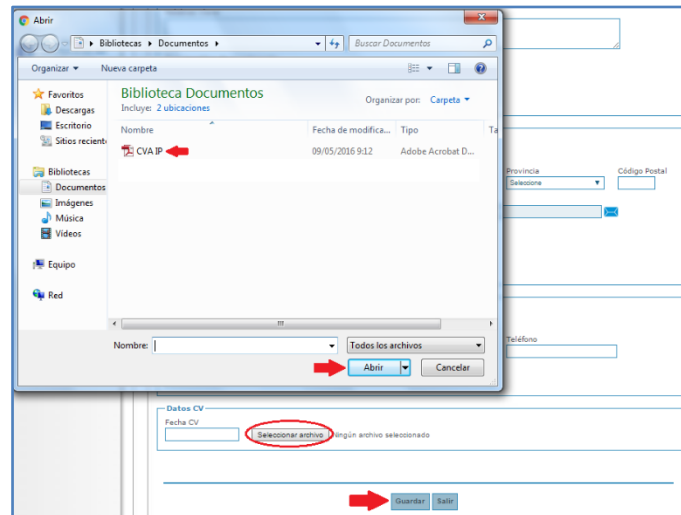 Abrir
Bibliotecas ▸ Documentos ▸
Buscar Documentos
Organizar ▾ Nueva carpeta
Favoritos
Descargas
Escritorio
Sitios recient
Bibliotecas
Documentos
Imágenes
Música
Vídeos
Equipo
Red
Biblioteca Documentos
Incluye: 2 ubicaciones
Organizar por: Carpeta ▾
Nombre Fecha de modifica... Tipo Ta
CVA IP 09/05/2016 9:12 Adobe Acrobat D...
Nombre: Todos los archivos
Abrir Cancelar
Provincia Código Postal
Seleccione
Teléfono
Datos CV
Fecha CV
Seleccionar archivo Ningún archivo seleccionado
Guardar Salir